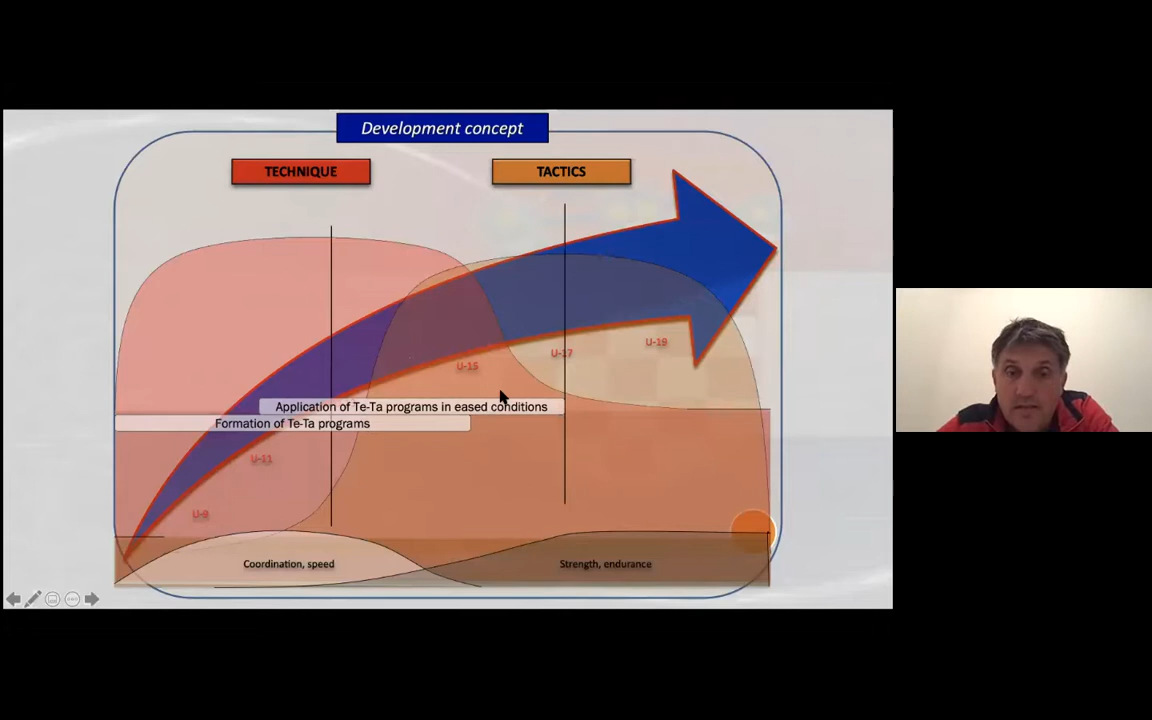 Development concept
TECHNIQUE
TACTICS
U-19
U-17
U-15
Application of Te-Ta programs in eased conditions
Formation of Te-Ta programs
U-11
U-9
Coordination, speed
Strength, endurance